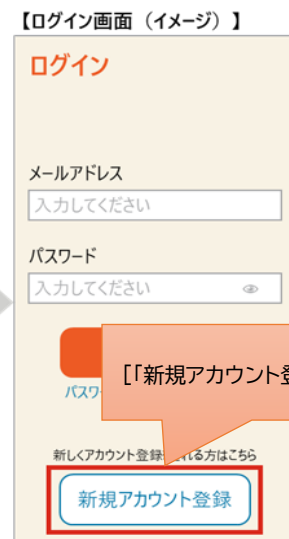 【ログイン画面（イメージ）】
ログイン
メールアドレス
入力してください
パスワード
入力してください
[「新規アカウント
パスワ
新しくアカウント登録 れる方はこちら
新規アカウント登録